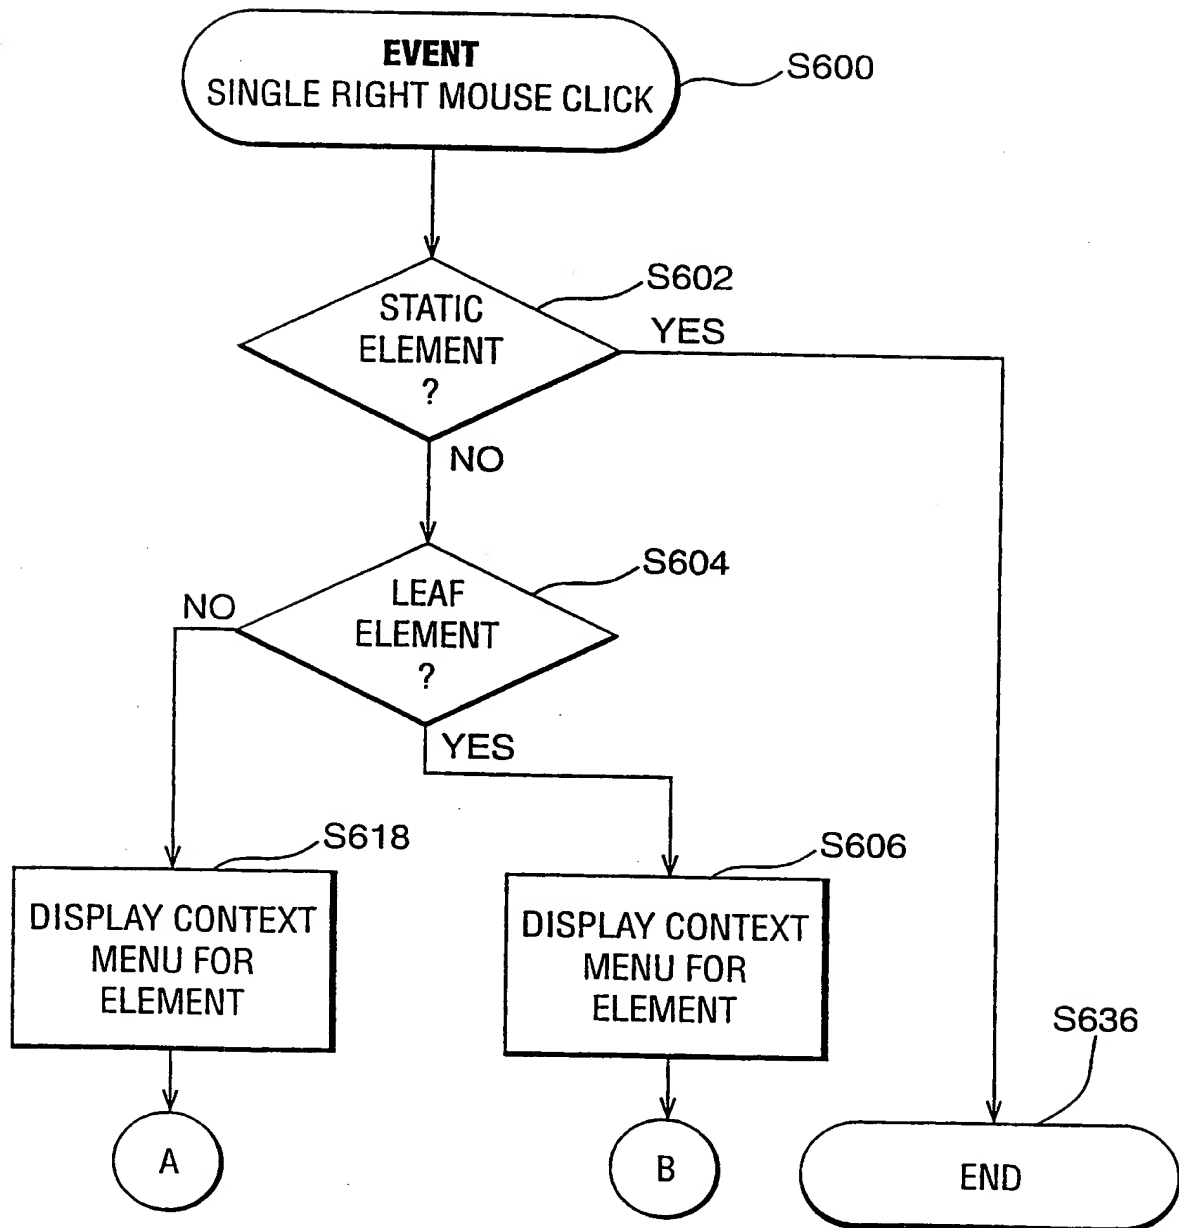 EVENT
SINGLE RIGHT MOUSE CLICK
S600
S602
STATIC
ELEMENT
?
YES
NO
S604
LEAF
ELEMENT
?
NO
YES
S618
S606
DISPLAY CONTEXT
MENU FOR
ELEMENT
DISPLAY CONTEXT
MENU FOR
ELEMENT
S636
A
B
END